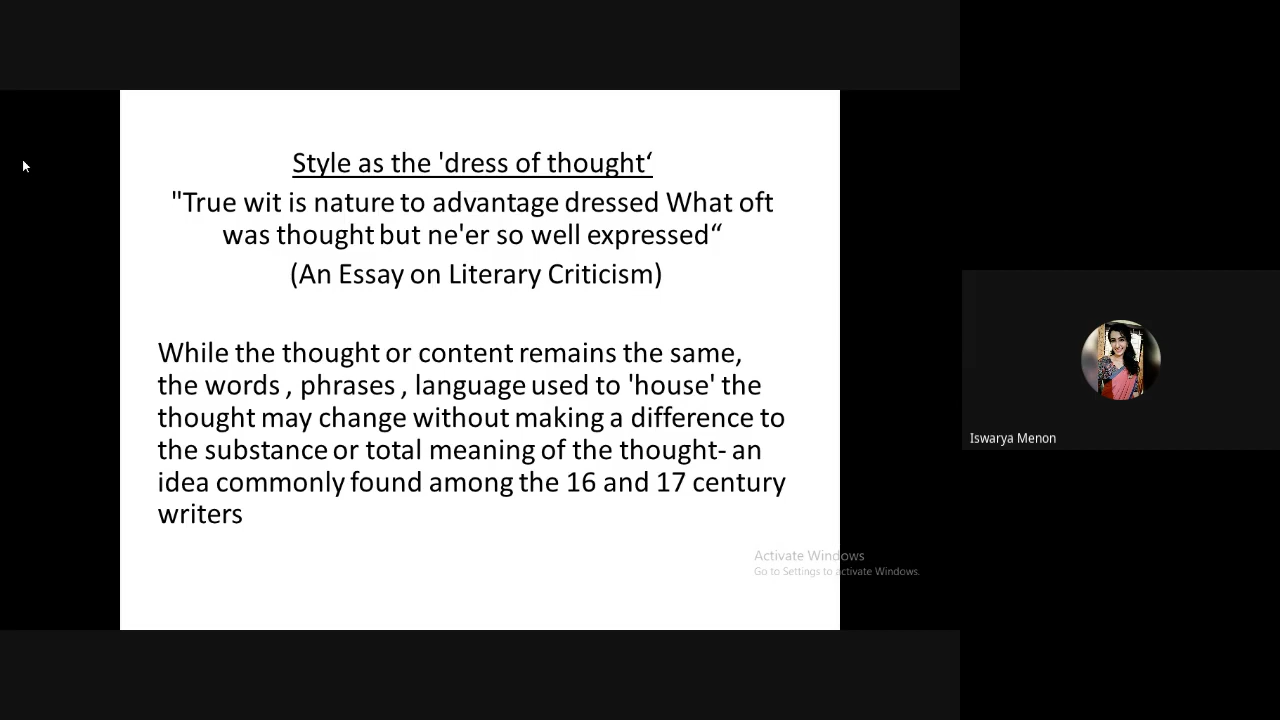 Style as the 'dress of thought‘
"True wit is nature to advantage dressed What oft
was thought but ne'er so well expressed“
(An Essay on Literary Criticism)
While the thought or content remains the same,
the words , phrases , language used to 'house' the
thought may change without making a difference to
the substance or total meaning of the thought- an
idea commonly found among the 16 and 17 century
writers
Activate Windows
Go to Settings to activate Windows.
Iswarya Menon